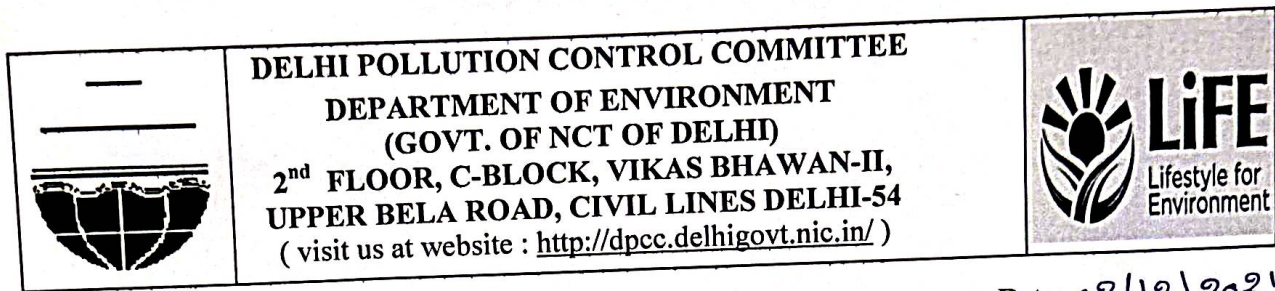 DELHI POLLUTION CONTROL COMMITTEE
DEPARTMENT OF ENVIRONMENT
(GOVT. OF NCT OF DELHI)
2nd FLOOR, C-BLOCK, VIKAS BHAWAN-II,
UPPER BELA ROAD, CIVIL LINES DELHI-54
( visit us at website : http://dpcc.delhigovt.nic.in/ )
LiFE
Lifestyle for
Environment